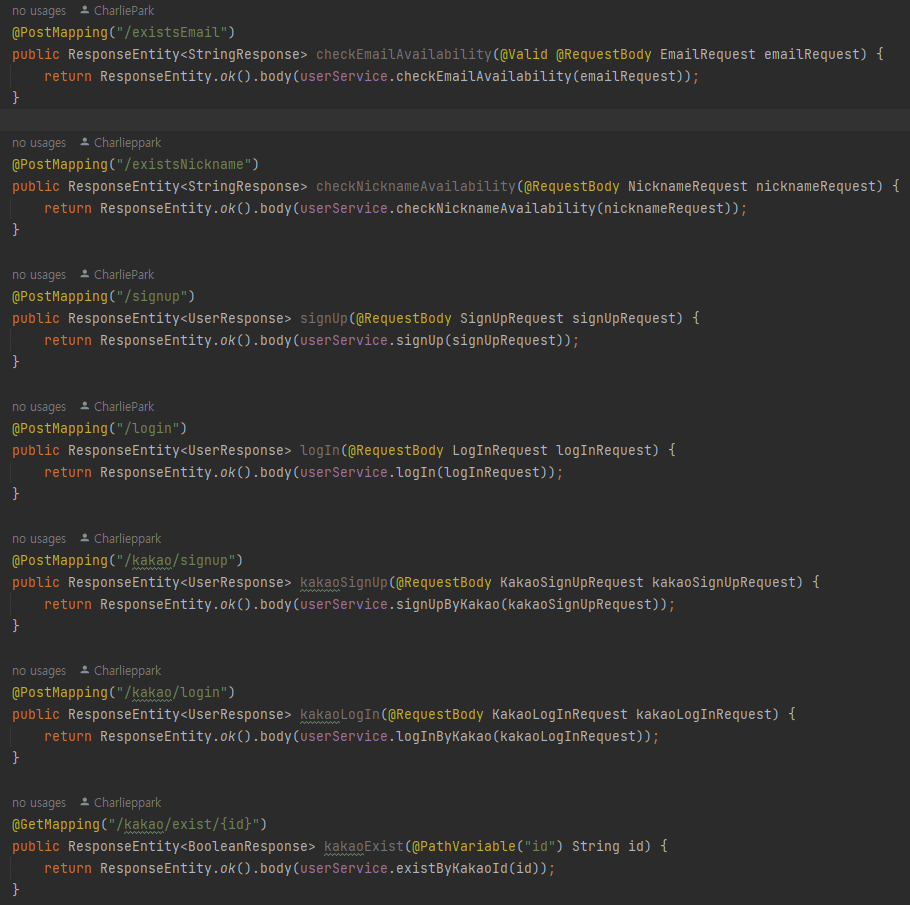 no usages CharliePark
@PostMapping("/existsEmail")
public ResponseEntity<StringResponse> checkEmailAvailability(@Valid @RequestBody EmailRequest emailRequest) {
    return ResponseEntity.ok().body(userService.checkEmailAvailability(emailRequest));
}
no usages Charlieppark
@PostMapping("/existsNickname")
public ResponseEntity<StringResponse> checkNicknameAvailability(@RequestBody NicknameRequest nicknameRequest) {
    return ResponseEntity.ok().body(userService.checkNicknameAvailability(nicknameRequest));
}
no usages CharliePark
@PostMapping("/signup")
public ResponseEntity<UserResponse> signUp(@RequestBody SignUpRequest signUpRequest) {
    return ResponseEntity.ok().body(userService.signUp(signUpRequest));
}
no usages CharliePark
@PostMapping("/login")
public ResponseEntity<UserResponse> logIn(@RequestBody LogInRequest logInRequest) {
    return ResponseEntity.ok().body(userService.logIn(logInRequest));
}
no usages Charlieppark
@PostMapping("/kakao/signup")
public ResponseEntity<UserResponse> kakaoSignUp(@RequestBody KakaoSignUpRequest kakaoSignUpRequest) {
    return ResponseEntity.ok().body(userService.signUpByKakao(kakaoSignUpRequest));
}
no usages Charlieppark
@PostMapping("/kakao/login")
public ResponseEntity<UserResponse> kakaoLogIn(@RequestBody KakaoLogInRequest kakaoLogInRequest) {
    return ResponseEntity.ok().body(userService.logInByKakao(kakaoLogInRequest));
}
no usages Charlieppark
@GetMapping("/kakao/exist/{id}")
public ResponseEntity<BooleanResponse> kakaoExist(@PathVariable("id") String id) {
    return ResponseEntity.ok().body(userService.existByKakaoId(id));
}